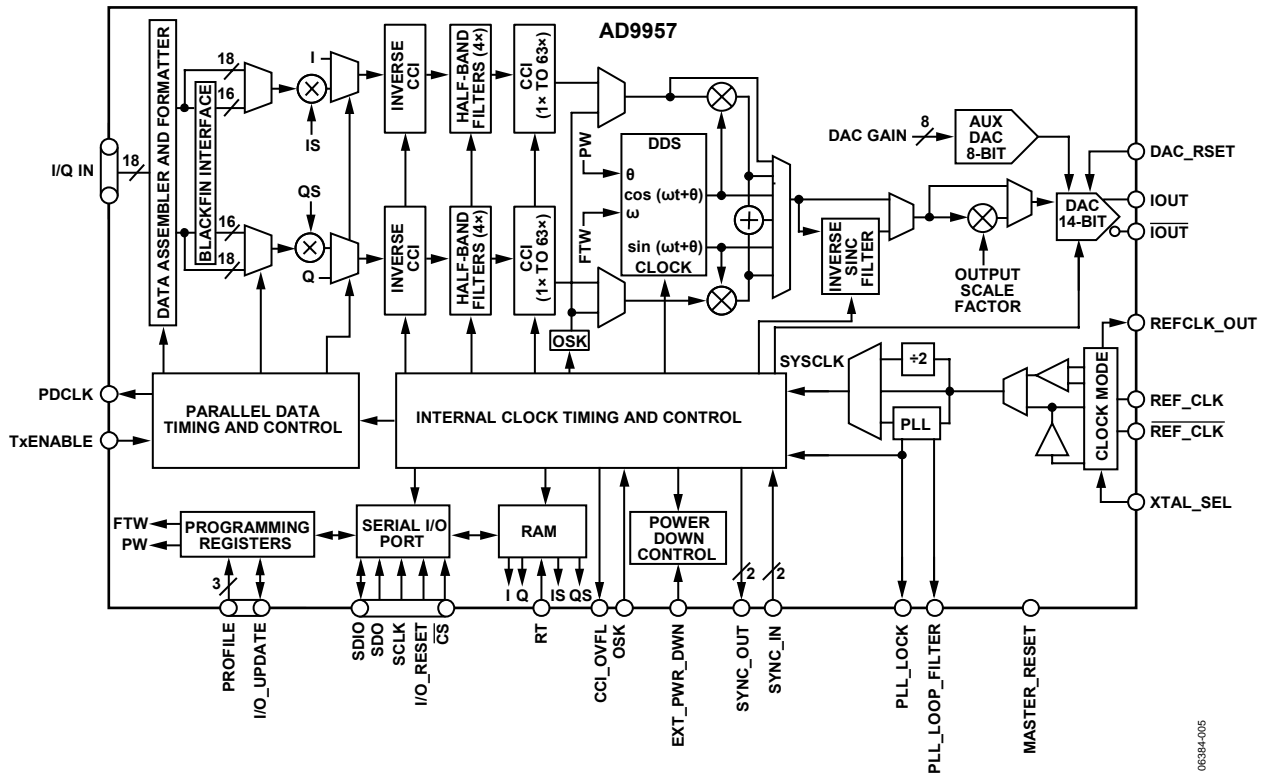 AD9957
I/Q IN
18
DATA ASSEMBLER AND FORMATTER
18
16
BLACKFIN INTERFACE
16
18
I
IS
QS
Q
INVERSE
CCI
HALF-BAND
FILTERS (4×)
CCI
(1× TO 63×)
INVERSE
CCI
HALF-BAND
FILTERS (4×)
CCI
(1× TO 63×)
OSK
PW
FTW
DDS
θ
cos (ωt+θ)
ω
sin (ωt+θ)
CLOCK
INVERSE
SINC
FILTER
OUTPUT
SCALE
FACTOR
DAC GAIN
8
AUX
DAC
8-BIT
DAC
14-BIT
DAC_RSET
IOUT
IOUT
REFCLK_OUT
REF_CLK
REF_CLK
XTAL_SEL
CLOCK MODE
SYSCLK
÷2
PLL
PDCLK
TxENABLE
PARALLEL DATA
TIMING AND CONTROL
INTERNAL CLOCK TIMING AND CONTROL
FTW
PW
PROGRAMMING
REGISTERS
SERIAL I/O
PORT
RAM
POWER
DOWN
CONTROL
3
I
Q
IS
QS
2
2
PROFILE
I/O_UPDATE
SDIO
SDO
SCLK
I/O_RESET
CS
RT
CCI_OVFL
OSK
EXT_PWR_DWN
SYNC_OUT
SYNC_IN
PLL_LOCK
PLL_LOOP_FILTER
MASTER_RESET
06384-005